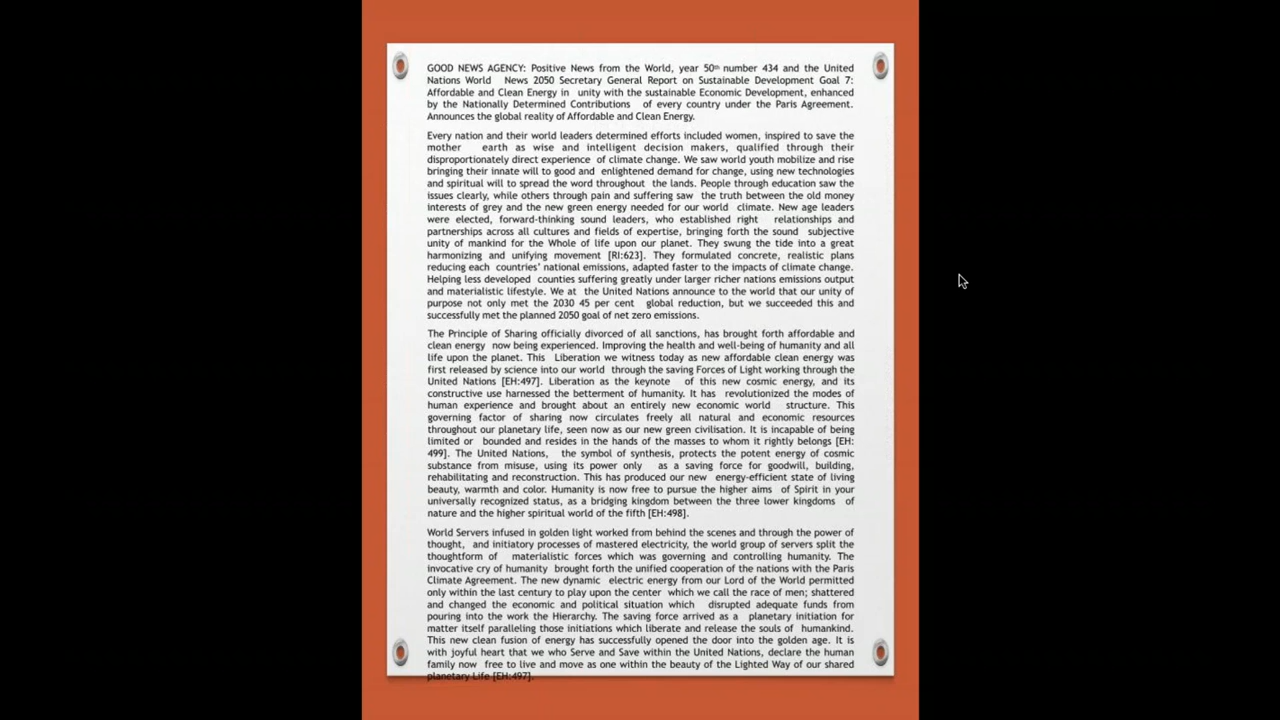 GOOD NEWS AGENCY: Positive News from the World, year 50th number 434 and the United
Nations World News 2050 Secretary General Report on Sustainable Development Goal 7:
Affordable and Clean Energy in unity with the sustainable Economic Development, enhanced
by the Nationally Determined Contributions of every country under the Paris Agreement.
Announces the global reality of Affordable and Clean Energy.
Every nation and their world leaders determined efforts included women, inspired to save the
mother earth as wise and intelligent decision makers, qualified through their
disproportionately direct experience of climate change. We saw world youth mobilize and rise
bringing their innate will to good and enlightened demand for change, using new technologies
and spiritual will to spread the word throughout the lands. People through education saw the
issues clearly, while others through pain and suffering saw the truth between the old money
interests of grey and the new green energy needed for our world climate. New age leaders
were elected, forward-thinking sound leaders, who established right relationships and
partnerships across all cultures and fields of expertise, bringing forth the sound subjective
unity of mankind for the Whole of life upon our planet. They swung the tide into a great
harmonizing and unifying movement [RI:623]. They formulated concrete, realistic plans
reducing each countries' national emissions, adapted faster to the impacts of climate change.
Helping less developed counties suffering greatly under larger richer nations emissions output
and materialistic lifestyle. We at the United Nations announce to the world that our unity of
purpose not only met the 2030 45 per cent global reduction, but we succeeded this and
successfully met the planned 2050 goal of net zero emissions.
The Principle of Sharing officially divorced of all sanctions, has brought forth affordable and
clean energy now being experienced. Improving the health and well-being of humanity and all
life upon the planet. This Liberation we witness today as new affordable clean energy was
first released by science into our world through the saving Forces of Light working through the
United Nations [EH:497]. Liberation as the keynote of this new cosmic energy, and its
constructive use harnessed the betterment of humanity. It has revolutionized the modes of
human experience and brought about an entirely new economic world structure. This
governing factor of sharing now circulates freely all natural and economic resources
throughout our planetary life, seen now as our new green civilisation. It is incapable of being
limited or bounded and resides in the hands of the masses to whom it rightly belongs [EH:
499]. The United Nations, the symbol of synthesis, protects the potent energy of cosmic
substance from misuse, using its power only as a saving force for goodwill, building,
rehabilitating and reconstruction. This has produced our new energy-efficient state of living
beauty, warmth and color. Humanity is now free to pursue the higher aims of Spirit in your
universally recognized status, as a bridging kingdom between the three lower kingdoms of
nature and the higher spiritual world of the fifth [EH:498].
World Servers infused in golden light worked from behind the scenes and through the power of
thought, and initiatory processes of mastered electricity, the world group of servers split the
thoughtform of materialistic forces which was governing and controlling humanity. The
invocative cry of humanity brought forth the unified cooperation of the nations with the Paris
Climate Agreement. The new dynamic electric energy from our Lord of the World permitted
only within the last century to play upon the center which we call the race of men; shattered
and changed the economic and political situation which disrupted adequate funds from
pouring into the work the Hierarchy. The saving force arrived as a planetary initiation for
matter itself paralleling those initiations which liberate and release the souls of humankind.
This new clean fusion of energy has successfully opened the door into the golden age. It is
with joyful heart that we who Serve and Save within the United Nations, declare the human
family now free to live and move as one within the beauty of the Lighted Way of our shared
planetary Life [EH:497].